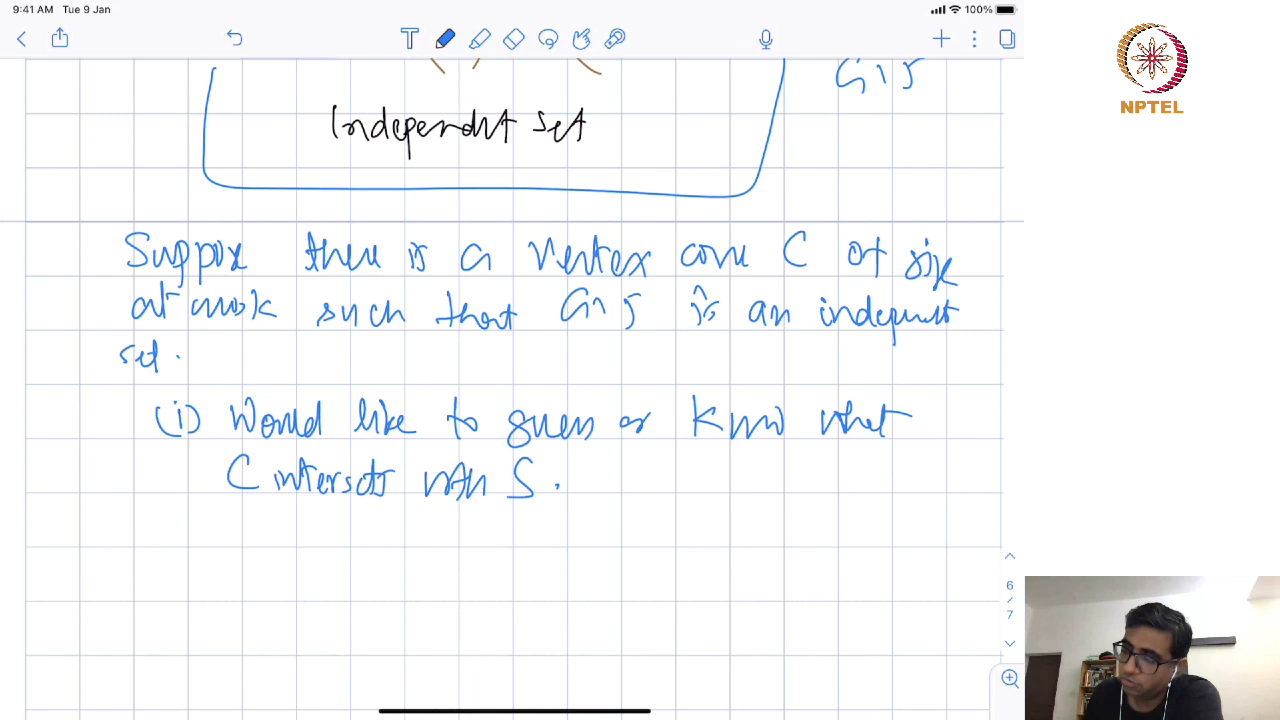 9:41 AM Tue 9 Jan
100%
NPTEL
G \ S
Independent set
Suppose there is a vertex cover C of size
at most such that G \ S is an independent
set.
(i) Would like to guess or know what
C intersects with S.
6
/
7